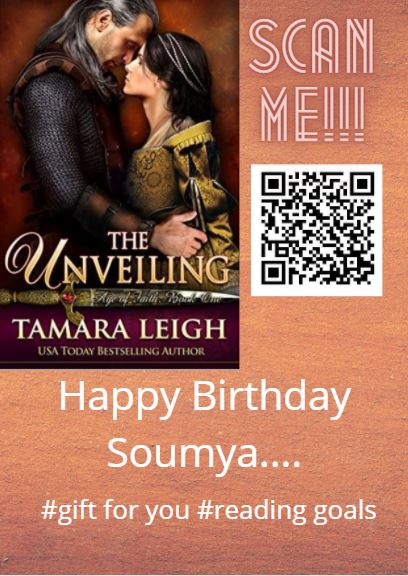 SCAN
ME!!!
THE
UNVEILING
Age of Faith: Book One
TAMARA LEIGH
USA TODAY BESTSELLING AUTHOR
Happy Birthday
Soumya....
#gift for you #reading goals